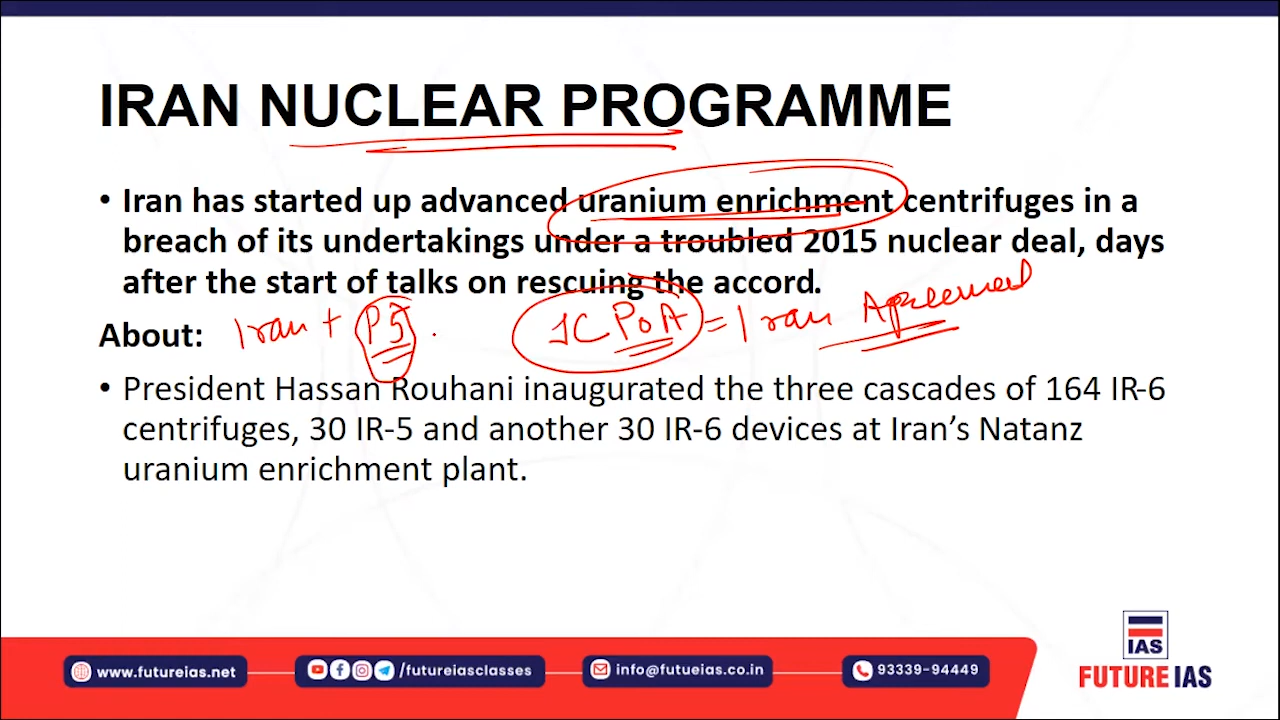 IRAN NUCLEAR PROGRAMME
• Iran has started up advanced uranium enrichment centrifuges in a
breach of its undertakings under a troubled 2015 nuclear deal, days
after the start of talks on rescuing the accord.
About: Iran + P5 . JCPOA = Iran Agreement
• President Hassan Rouhani inaugurated the three cascades of 164 IR-6
centrifuges, 30 IR-5 and another 30 IR-6 devices at Iran’s Natanz
uranium enrichment plant.
IAS
FUTURE IAS
www.futureias.net
/futureiasclasses
info@futueias.co.in
93339-94449